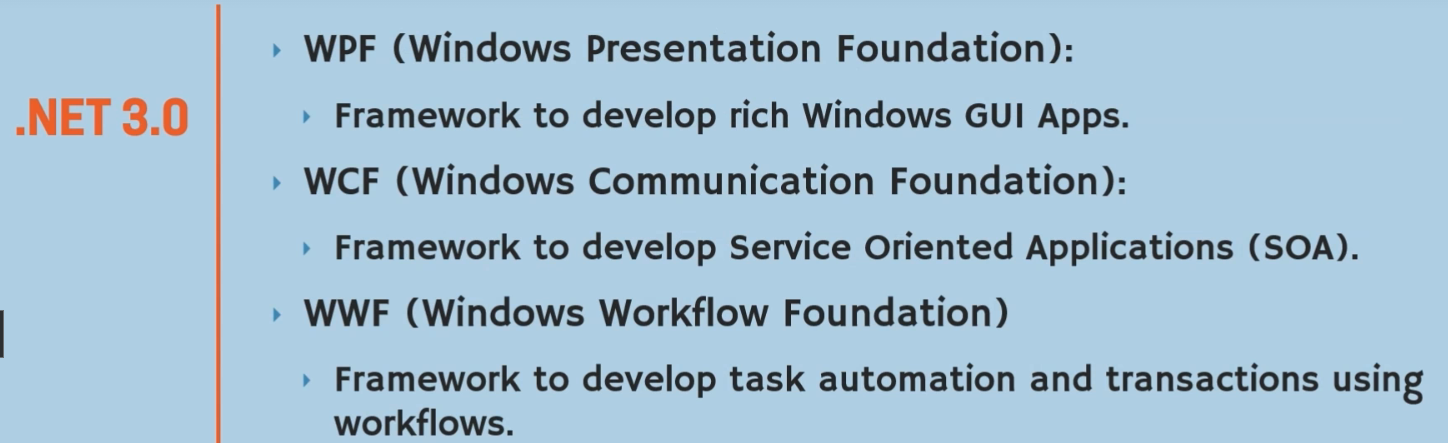 .NET 3.0
WPF (Windows Presentation Foundation):
Framework to develop rich Windows GUI Apps.
WCF (Windows Communication Foundation):
Framework to develop Service Oriented Applications (SOA).
WWF (Windows Workflow Foundation)
Framework to develop task automation and transactions using
workflows.